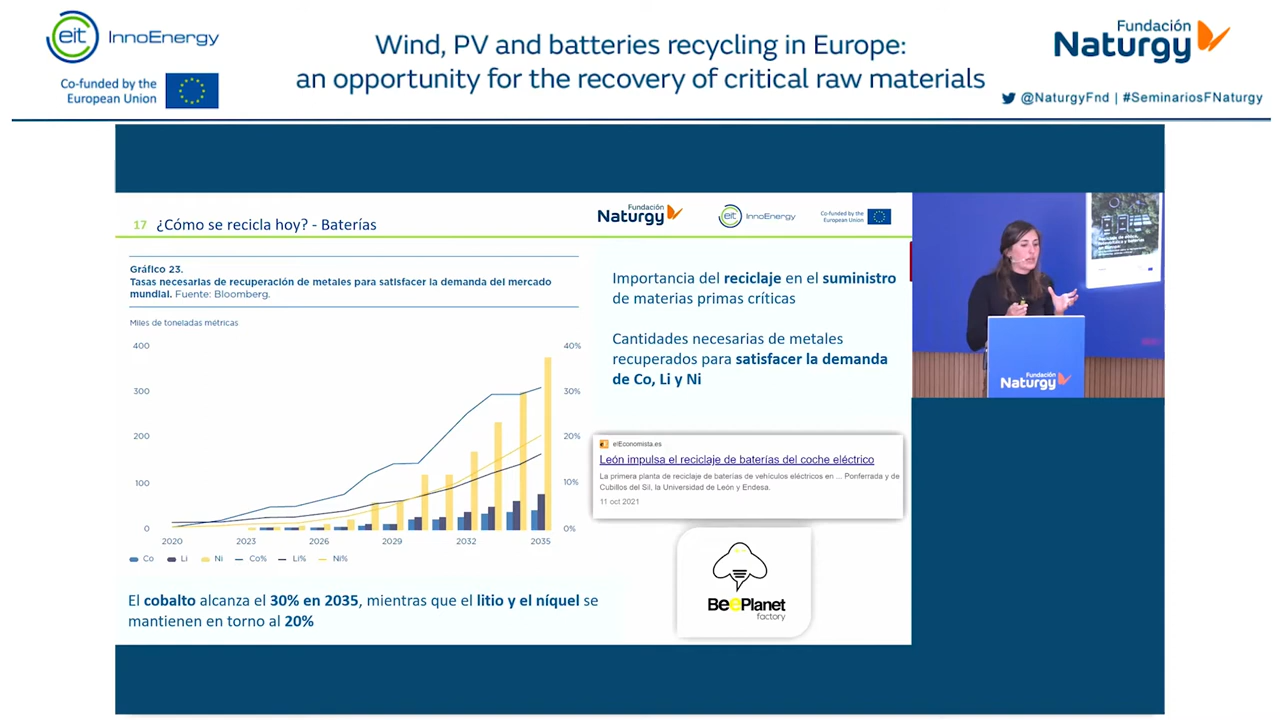 eit InnoEnergy
Co-funded by the
European Union
Wind, PV and batteries recycling in Europe:
an opportunity for the recovery of critical raw materials
Fundación
Naturgy
@NaturgyFnd | #SeminariosFNaturgy
17 ¿Cómo se recicla hoy? - Baterías
Fundación
Naturgy
eit InnoEnergy
Co-funded by the
European Union
Gráfico 23.
Tasas necesarias de recuperación de metales para satisfacer la demanda del mercado
mundial. Fuente: Bloomberg.
Miles de toneladas métricas
400 40%
300 30%
200 20%
100 10%
0 0%
2020 2023 2026 2029 2032 2035
Co Li Ni Co% Li% Ni%
El cobalto alcanza el 30% en 2035, mientras que el litio y el níquel se
mantienen en torno al 20%
Importancia del reciclaje en el suministro
de materias primas críticas
Cantidades necesarias de metales
recuperados para satisfacer la demanda
de Co, Li y Ni
elEconomista.es
León impulsa el reciclaje de baterías del coche eléctrico
La primera planta de reciclaje de baterías de vehículos eléctricos en ... Ponferrada y de
Cubillos del Sil, la Universidad de León y Endesa.
11 oct 2021
BeePlanet
factory
Fundación
Naturgy